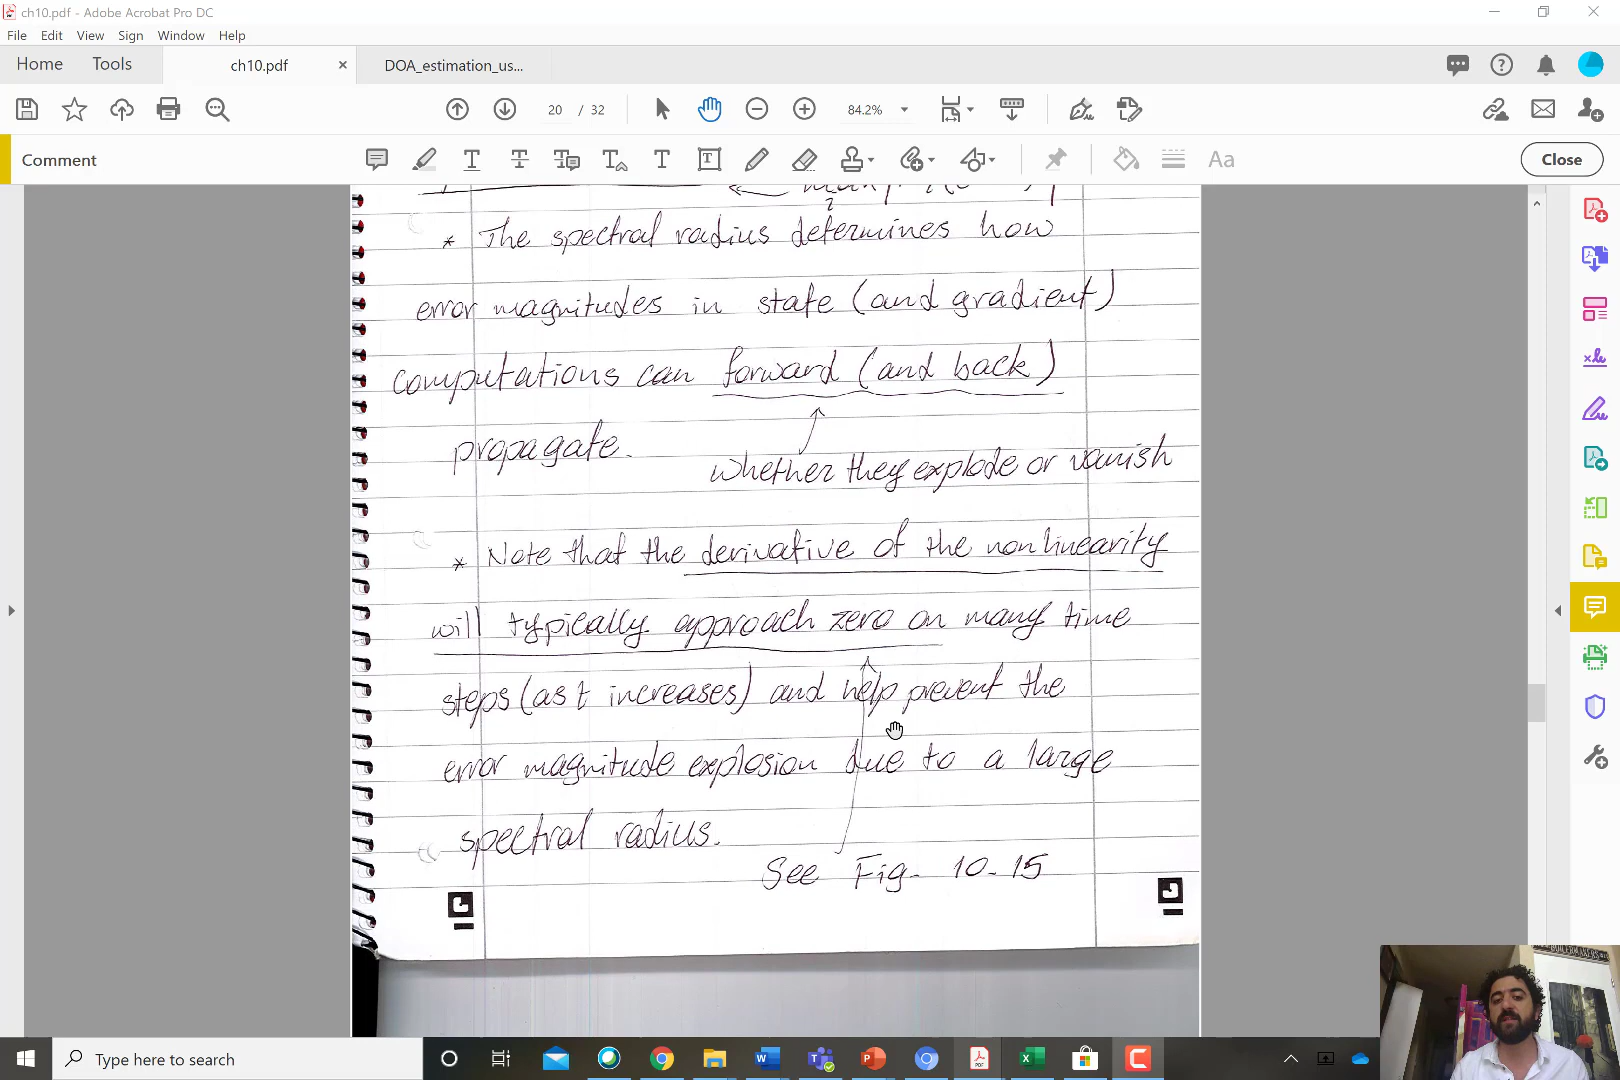 ch10.pdf - Adobe Acrobat Pro DC
File Edit View Sign Window Help
Home Tools ch10.pdf × DOA_estimation_us...
20 / 32 84.2%
Comment
Aa
Close
* The spectral radius determines how
error magnitudes in state (and gradient)
computations can forward (and back)
propagate.
whether they explode or vanish
* Note that the derivative of the nonlinearity
will typically approach zero on many time
steps (as t increases) and help prevent the
error magnitude explosion due to a large
spectral radius.
See Fig. 10.15
Type here to search